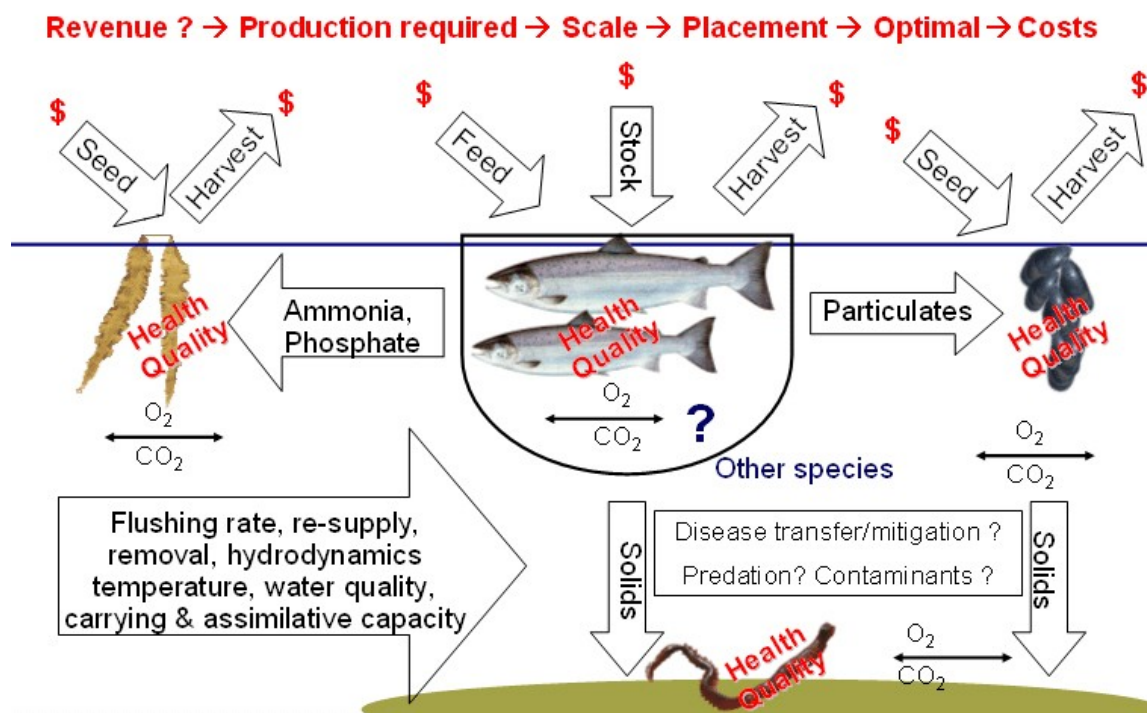 Revenue ? → Production required → Scale → Placement → Optimal → Costs
$
$
$
$
$
$
$
Seed
Harvest
Feed
Stock
Harvest
Seed
Harvest
Health
Quality
Ammonia,
Phosphate
Health
Quality
Particulates
Health
Quality
O₂
CO₂
O₂
CO₂
?
Other species
O₂
CO₂
Flushing rate, re-supply,
removal, hydrodynamics
temperature, water quality,
carrying & assimilative capacity
Solids
Disease transfer/mitigation ?
Predation? Contaminants ?
Solids
Health
Quality
O₂
CO₂